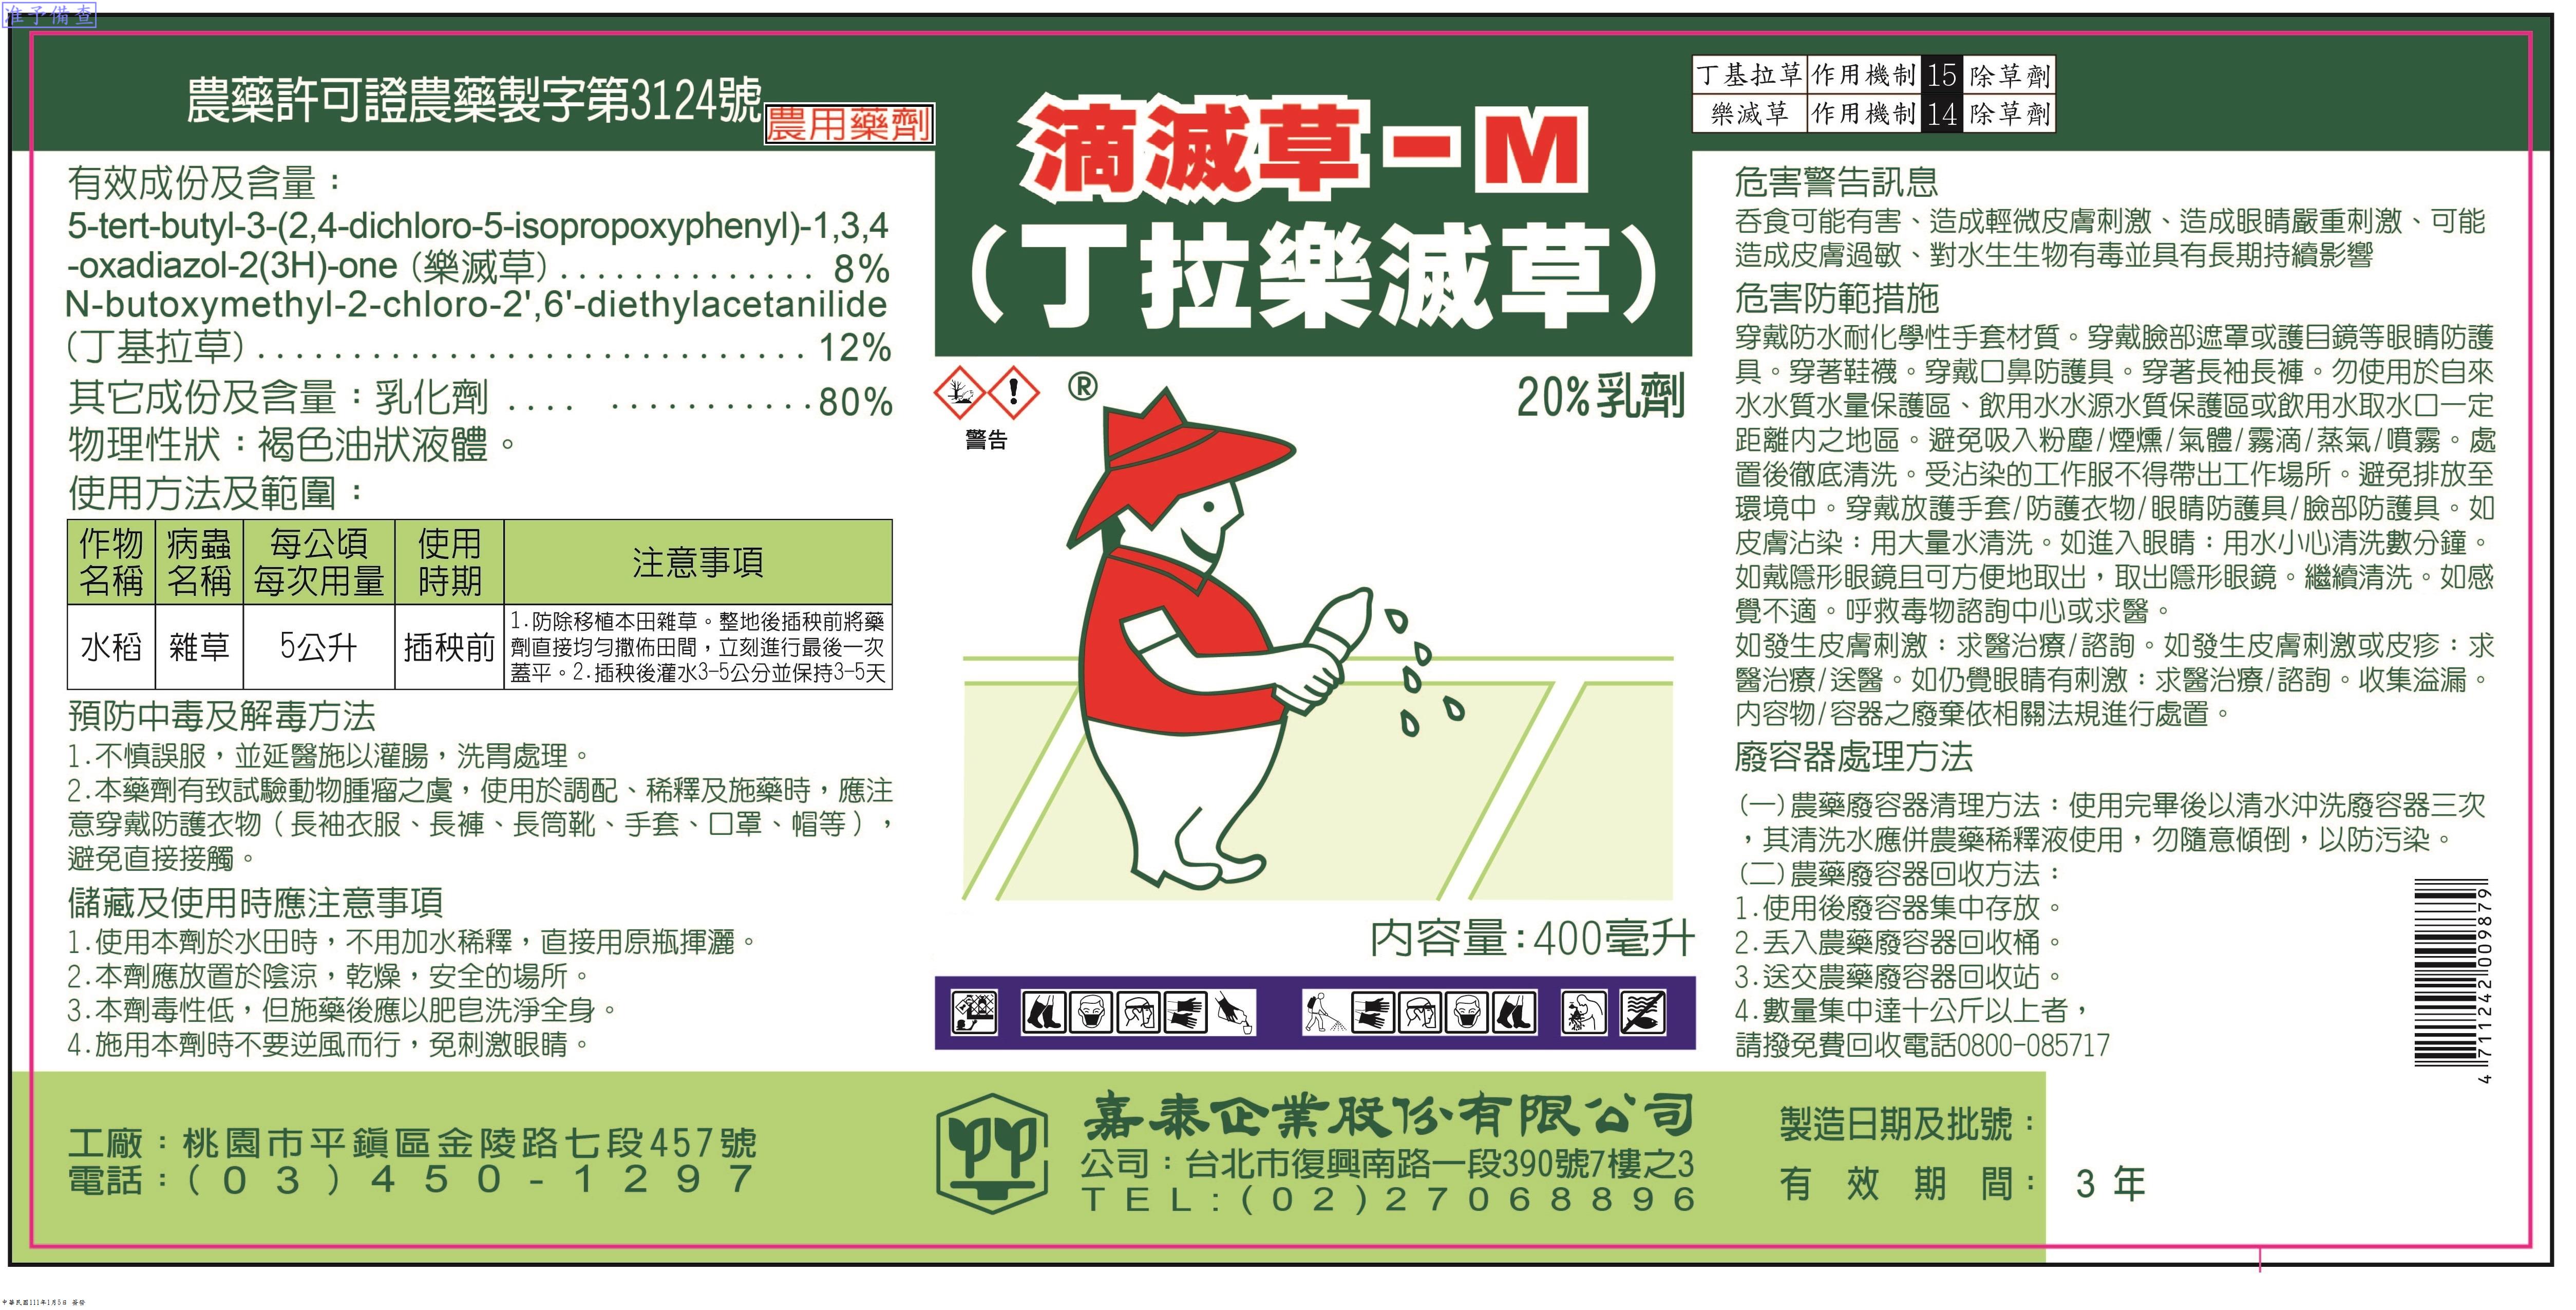 准予備查
農藥許可證農藥製字第3124號
農用藥劑
有效成份及含量：
5-tert-butyl-3-(2,4-dichloro-5-isopropoxyphenyl)-1,3,4
-oxadiazol-2(3H)-one (樂滅草) .............. 8%
N-butoxymethyl-2-chloro-2',6'-diethylacetanilide
(丁基拉草) ............................. 12%
其它成份及含量：乳化劑 .... ........... 80%
物理性狀：褐色油狀液體。
使用方法及範圍：
作物名稱 病蟲名稱 每公頃每次用量 使用時期 注意事項
水稻 雜草 5公升 插秧前
1.防除移植本田雜草。整地後插秧前將藥
劑直接均勻撒佈田間，立刻進行最後一次
蓋平。2.插秧後灌水3-5公分並保持3-5天
預防中毒及解毒方法
1.不慎誤服，並延醫施以灌腸，洗胃處理。
2.本藥劑有致試驗動物腫瘤之虞，使用於調配、稀釋及施藥時，應注
意穿戴防護衣物（長袖衣服、長褲、長筒靴、手套、口罩、帽等），
避免直接接觸。
儲藏及使用時應注意事項
1.使用本劑於水田時，不用加水稀釋，直接用原瓶揮灑。
2.本劑應放置於陰涼，乾燥，安全的場所。
3.本劑毒性低，但施藥後應以肥皂洗淨全身。
4.施用本劑時不要逆風而行，免刺激眼睛。
工廠：桃園市平鎮區金陵路七段457號
電話：(03)450-1297
滴滅草－M
（丁拉樂滅草）
®
20%乳劑
警告
內容量:400毫升
嘉泰企業股份有限公司
公司：台北市復興南路一段390號7樓之3
TEL:(02)27068896
丁基拉草 作用機制 15 除草劑
樂滅草 作用機制 14 除草劑
危害警告訊息
吞食可能有害、造成輕微皮膚刺激、造成眼睛嚴重刺激、可能
造成皮膚過敏、對水生生物有毒並具有長期持續影響
危害防範措施
穿戴防水耐化學性手套材質。穿戴臉部遮罩或護目鏡等眼睛防護
具。穿著鞋襪。穿戴口鼻防護具。穿著長袖長褲。勿使用於自來
水水質水量保護區、飲用水水源水質保護區或飲用水取水口一定
距離內之地區。避免吸入粉塵/煙燻/氣體/霧滴/蒸氣/噴霧。處
置後徹底清洗。受沾染的工作服不得帶出工作場所。避免排放至
環境中。穿戴放護手套/防護衣物/眼睛防護具/臉部防護具。如
皮膚沾染：用大量水清洗。如進入眼睛：用水小心清洗數分鐘。
如戴隱形眼鏡且可方便地取出，取出隱形眼鏡。繼續清洗。如感
覺不適。呼救毒物諮詢中心或求醫。
如發生皮膚刺激：求醫治療/諮詢。如發生皮膚刺激或皮疹：求
醫治療/送醫。如仍覺眼睛有刺激：求醫治療/諮詢。收集溢漏。
內容物/容器之廢棄依相關法規進行處置。
廢容器處理方法
(一)農藥廢容器清理方法：使用完畢後以清水沖洗廢容器三次
，其清洗水應併農藥稀釋液使用，勿隨意傾倒，以防污染。
(二)農藥廢容器回收方法：
1.使用後廢容器集中存放。
2.丟入農藥廢容器回收桶。
3.送交農藥廢容器回收站。
4.數量集中達十公斤以上者，
請撥免費回收電話0800-085717
4 711242 009879
製造日期及批號：
有效期間： 3年
中華民國111年1月5日 簽發